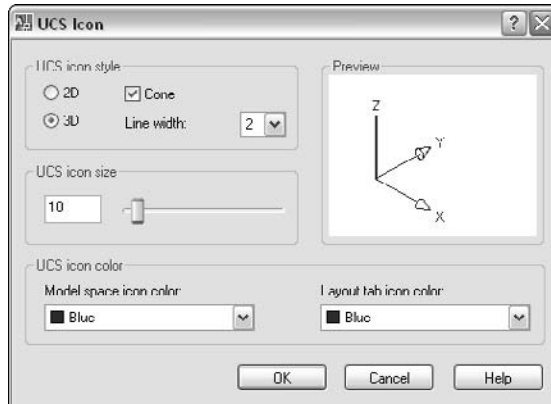 UCS Icon
UCS icon style
2D
Cone
3D
Line width:
2
Preview
Z
Y
X
UCS icon size
10
UCS icon color
Model space icon color:
Blue
Layout tab icon color:
Blue
OK
Cancel
Help